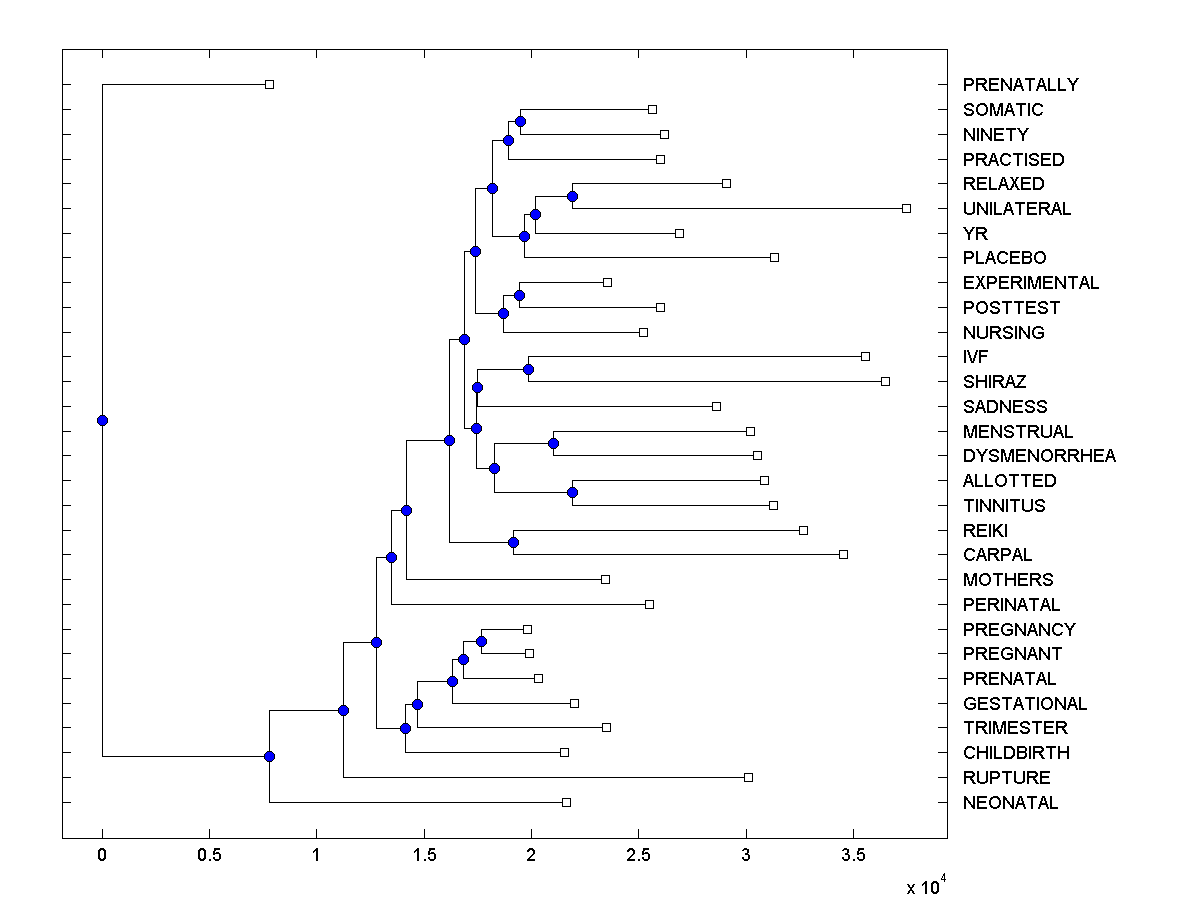 PRENATALLY
SOMATIC
NINETY
PRACTISED
RELAXED
UNILATERAL
YR
PLACEBO
EXPERIMENTAL
POSTTEST
NURSING
IVF
SHIRAZ
SADNESS
MENSTRUAL
DYSMENORRHEA
ALLOTTED
TINNITUS
REIKI
CARPAL
MOTHERS
PERINATAL
PREGNANCY
PREGNANT
PRENATAL
GESTATIONAL
TRIMESTER
CHILDBIRTH
RUPTURE
NEONATAL
0 0.5 1 1.5 2 2.5 3 3.5
x 10^4